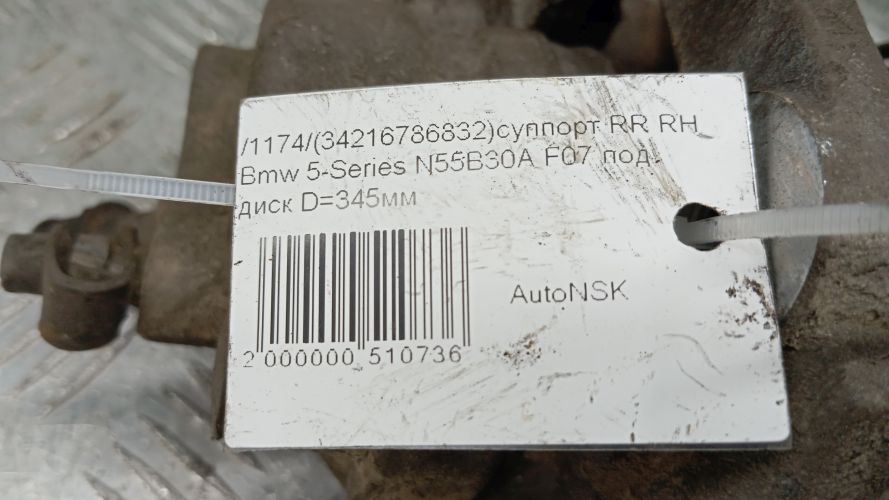 /1174/(34216786832)суппорт RR RH
Bmw 5-Series N55B30A F07 под
диск D=345мм
AutoNSK
2 000000 510736